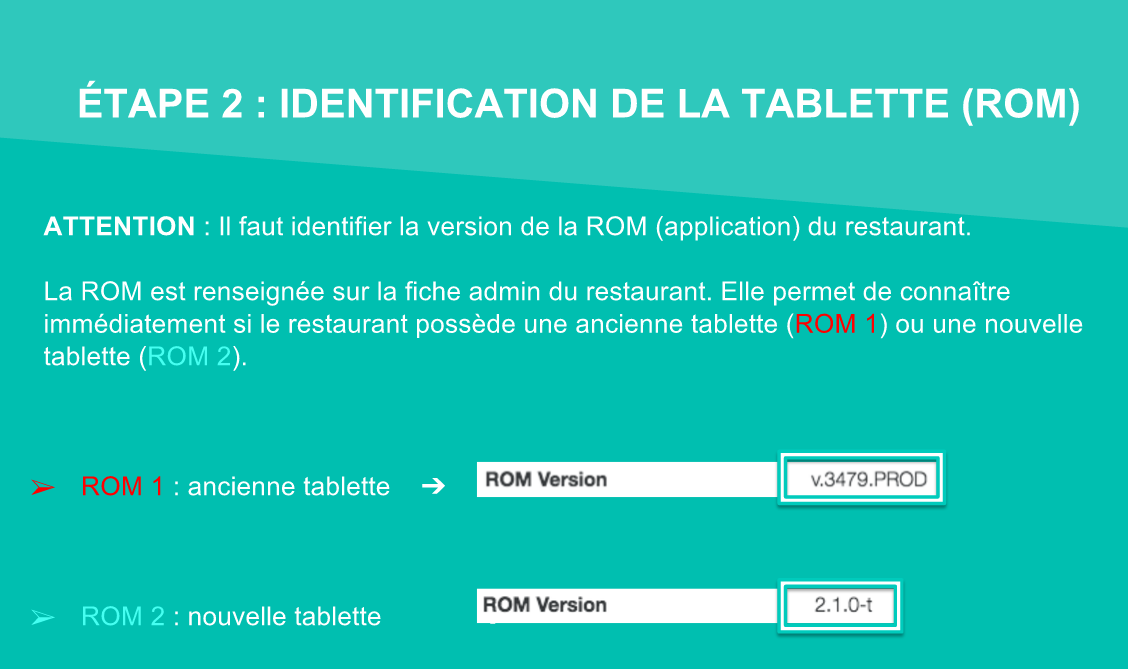 ÉTAPE 2 : IDENTIFICATION DE LA TABLETTE (ROM)
ATTENTION : Il faut identifier la version de la ROM (application) du restaurant.
La ROM est renseignée sur la fiche admin du restaurant. Elle permet de connaître
immédiatement si le restaurant possède une ancienne tablette (ROM 1) ou une nouvelle
tablette (ROM 2).
➢ ROM 1 : ancienne tablette ➔ ROM Version v.3479.PROD
➢ ROM 2 : nouvelle tablette ROM Version 2.1.0-t